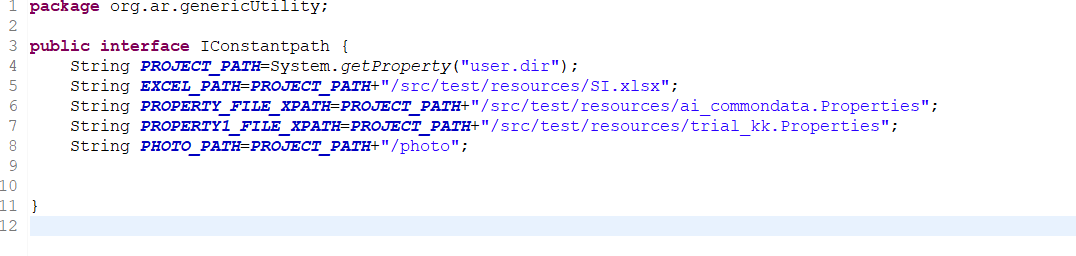 1 package org.ar.genericUtility;
2
3 public interface IConstantpath {
4 String PROJECT_PATH=System.getProperty("user.dir");
5 String EXCEL_PATH=PROJECT_PATH+"/src/test/resources/SI.xlsx";
6 String PROPERTY_FILE_XPATH=PROJECT_PATH+"/src/test/resources/ai_commondata.Properties";
7 String PROPERTY1_FILE_XPATH=PROJECT_PATH+"/src/test/resources/trial_kk.Properties";
8 String PHOTO_PATH=PROJECT_PATH+"/photo";
9
10
11 }
12